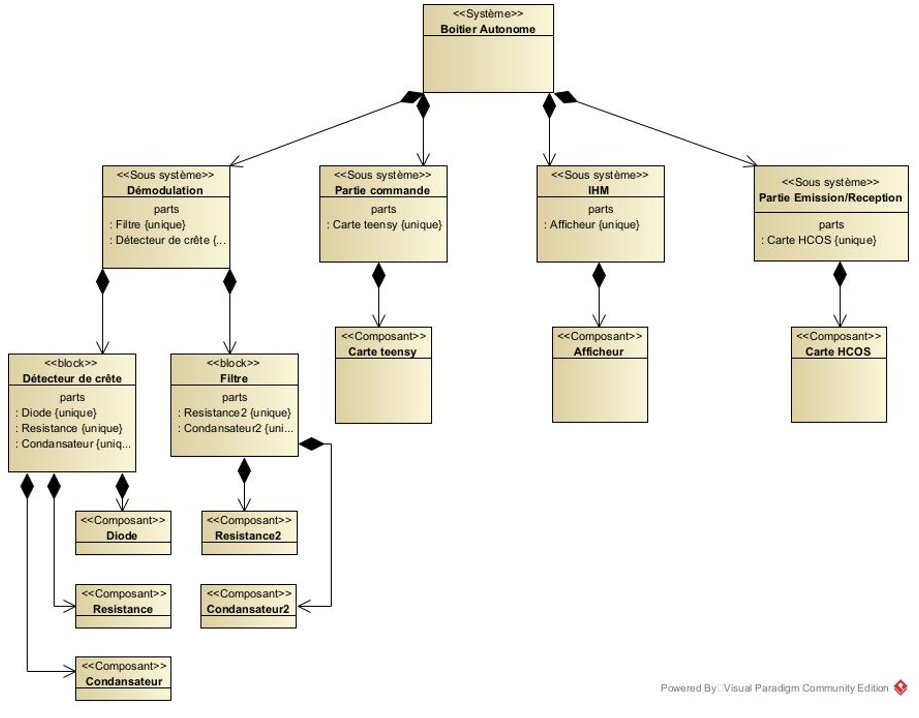 <<Système>>
Boitier Autonome
<<Sous système>>
Démodulation
parts
: Filtre {unique}
: Détecteur de crête {...
<<Sous système>>
Partie commande
parts
: Carte teensy {unique}
<<Sous système>>
IHM
parts
: Afficheur {unique}
<<Sous système>>
Partie Emission/Reception
parts
: Carte HCOS {unique}
<<block>>
Détecteur de crête
parts
: Diode {unique}
: Resistance {unique}
: Condansateur {uniq...
<<block>>
Filtre
parts
: Resistance2 {unique}
: Condansateur2 {uni...
<<Composant>>
Carte teensy
<<Composant>>
Afficheur
<<Composant>>
Carte HCOS
<<Composant>>
Diode
<<Composant>>
Resistance2
<<Composant>>
Resistance
<<Composant>>
Condansateur2
<<Composant>>
Condansateur
Powered By Visual Paradigm Community Edition